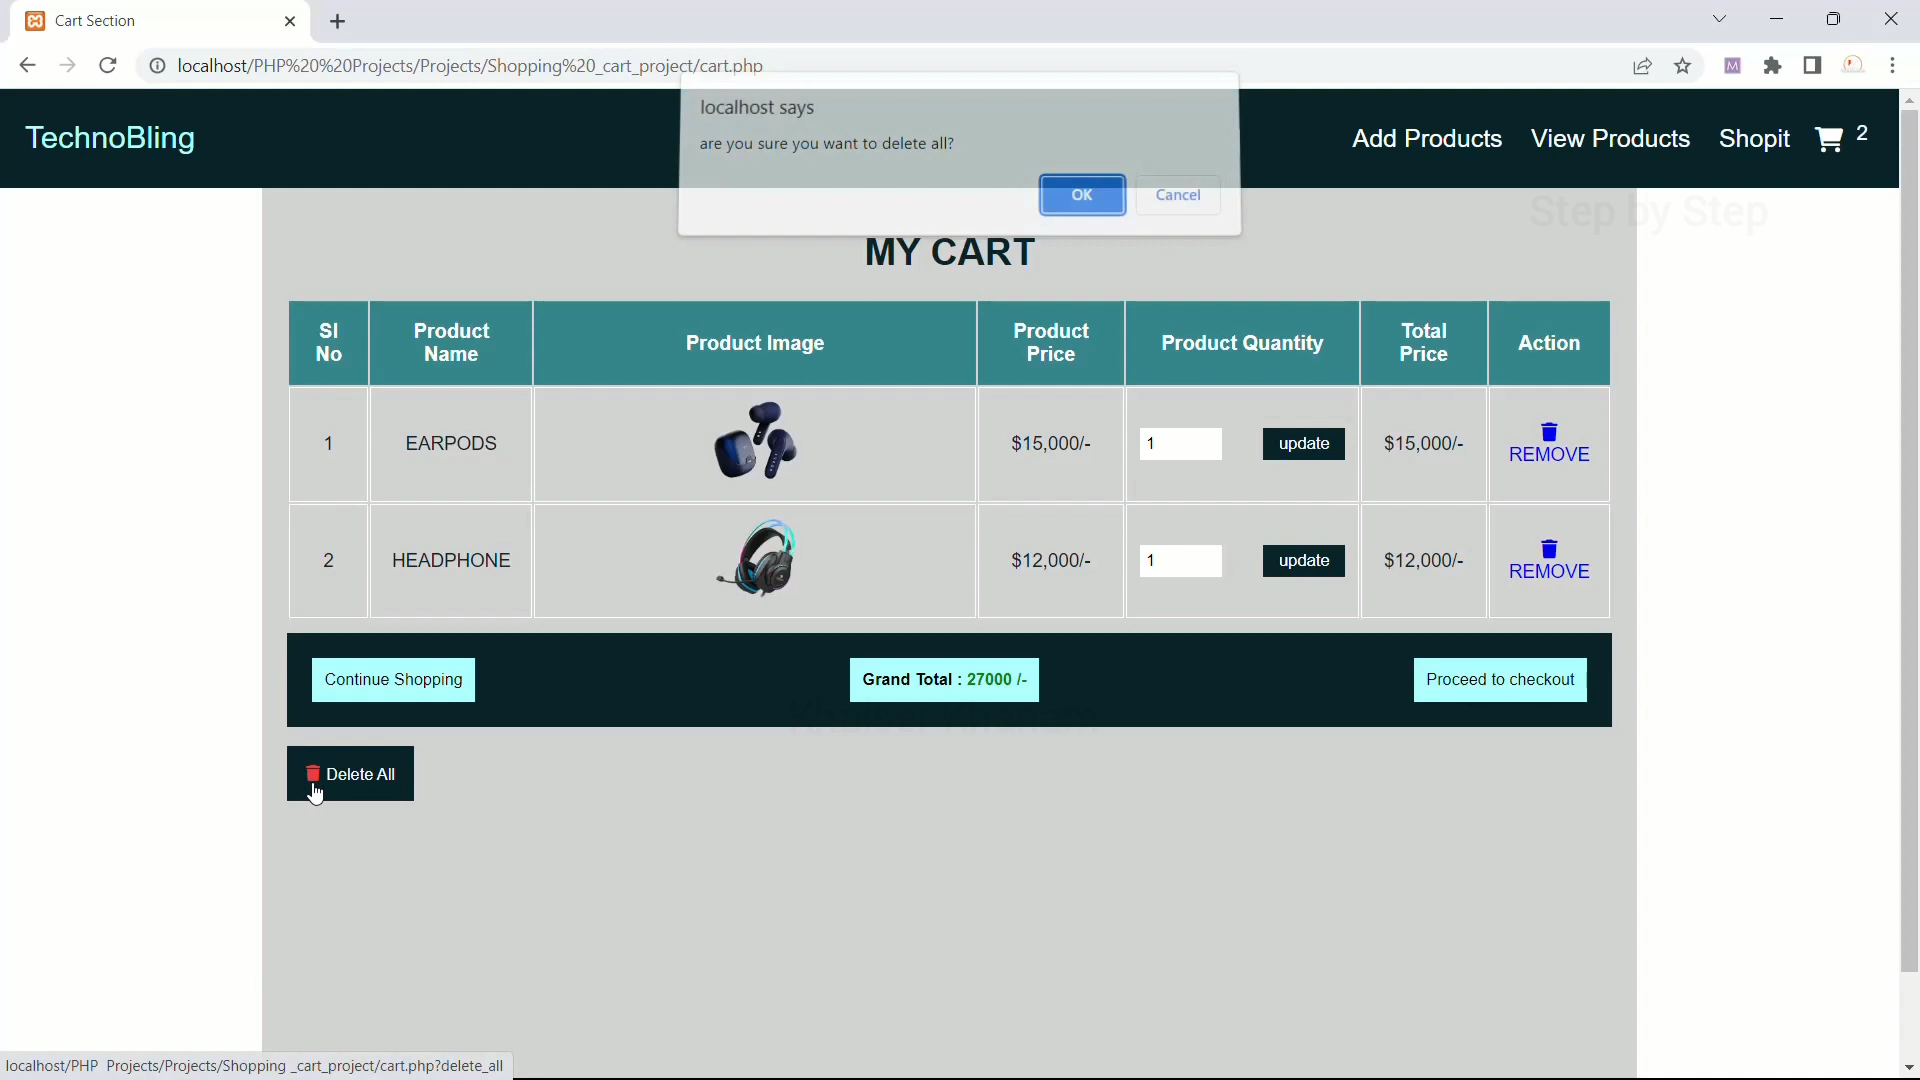 Cart Section
localhost/PHP%20%20Projects/Projects/Shopping%20_cart_project/cart.php
M
localhost says
are you sure you want to delete all?
OK Cancel
TechnoBling
Add Products View Products Shopit 2
Step by Step
MY CART
Sl No Product Name Product Image Product Price Product Quantity Total Price Action
1 EARPODS $15,000/- 1 update $15,000/- REMOVE
2 HEADPHONE $12,000/- 1 update $12,000/- REMOVE
Continue Shopping Grand Total : 27000 /- Proceed to checkout
Delete All
localhost/PHP Projects/Projects/Shopping _cart_project/cart.php?delete_all